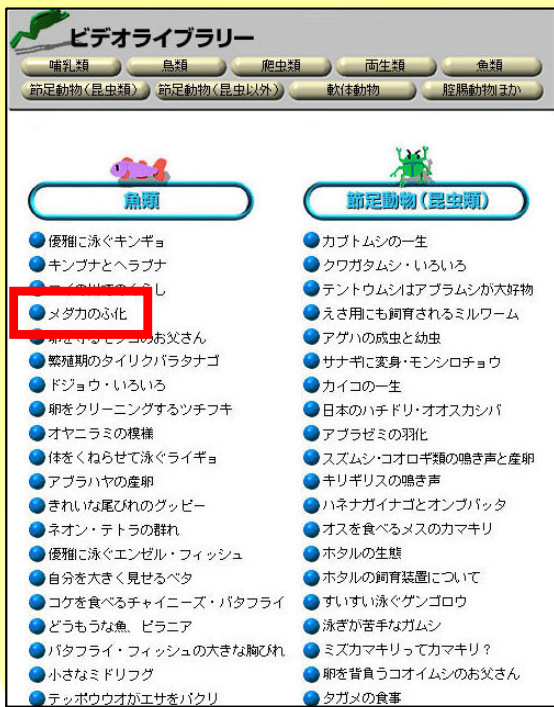 ビデオライブラリー
哺乳類 鳥類 爬虫類 両生類 魚類
節足動物(昆虫類) 節足動物(昆虫以外) 軟体動物 腔腸動物ほか
魚類
優雅に泳ぐキンギョ
キンブナとヘラブナ
メダカのふ化
卵を守るモツゴのお父さん
繁殖期のタイリクバラタナゴ
ドジョウ・いろいろ
卵をクリーニングするツチフキ
オヤニラミの模様
体をくねらせて泳ぐライギョ
アブラハヤの産卵
きれいな尾びれのグッピー
ネオン・テトラの群れ
優雅に泳ぐエンゼル・フィッシュ
自分を大きく見せるベタ
コケを食べるチャイニーズ・バタフライ
どうもうな魚、ピラニア
バタフライ・フィッシュの大きな胸びれ
小さなミドリフグ
テッポウウオがエサをパクリ
節足動物(昆虫類)
カブトムシの一生
クワガタムシ・いろいろ
テントウムシはアブラムシが大好物
えさ用にも飼育されるミルワーム
アゲハの成虫と幼虫
サナギに変身・モンシロチョウ
カイコの一生
日本のハチドリ・オオスカシバ
アブラゼミの羽化
スズムシ・コオロギ類の鳴き声と産卵
キリギリスの鳴き声
ハネナガイナゴとオンブバッタ
オスを食べるメスのカマキリ
ホタルの生態
ホタルの飼育装置について
すいすい泳ぐゲンゴロウ
泳ぎが苦手なガムシ
ミズカマキリってカマキリ?
卵を背負うコオイムシのお父さん
タガメの食事